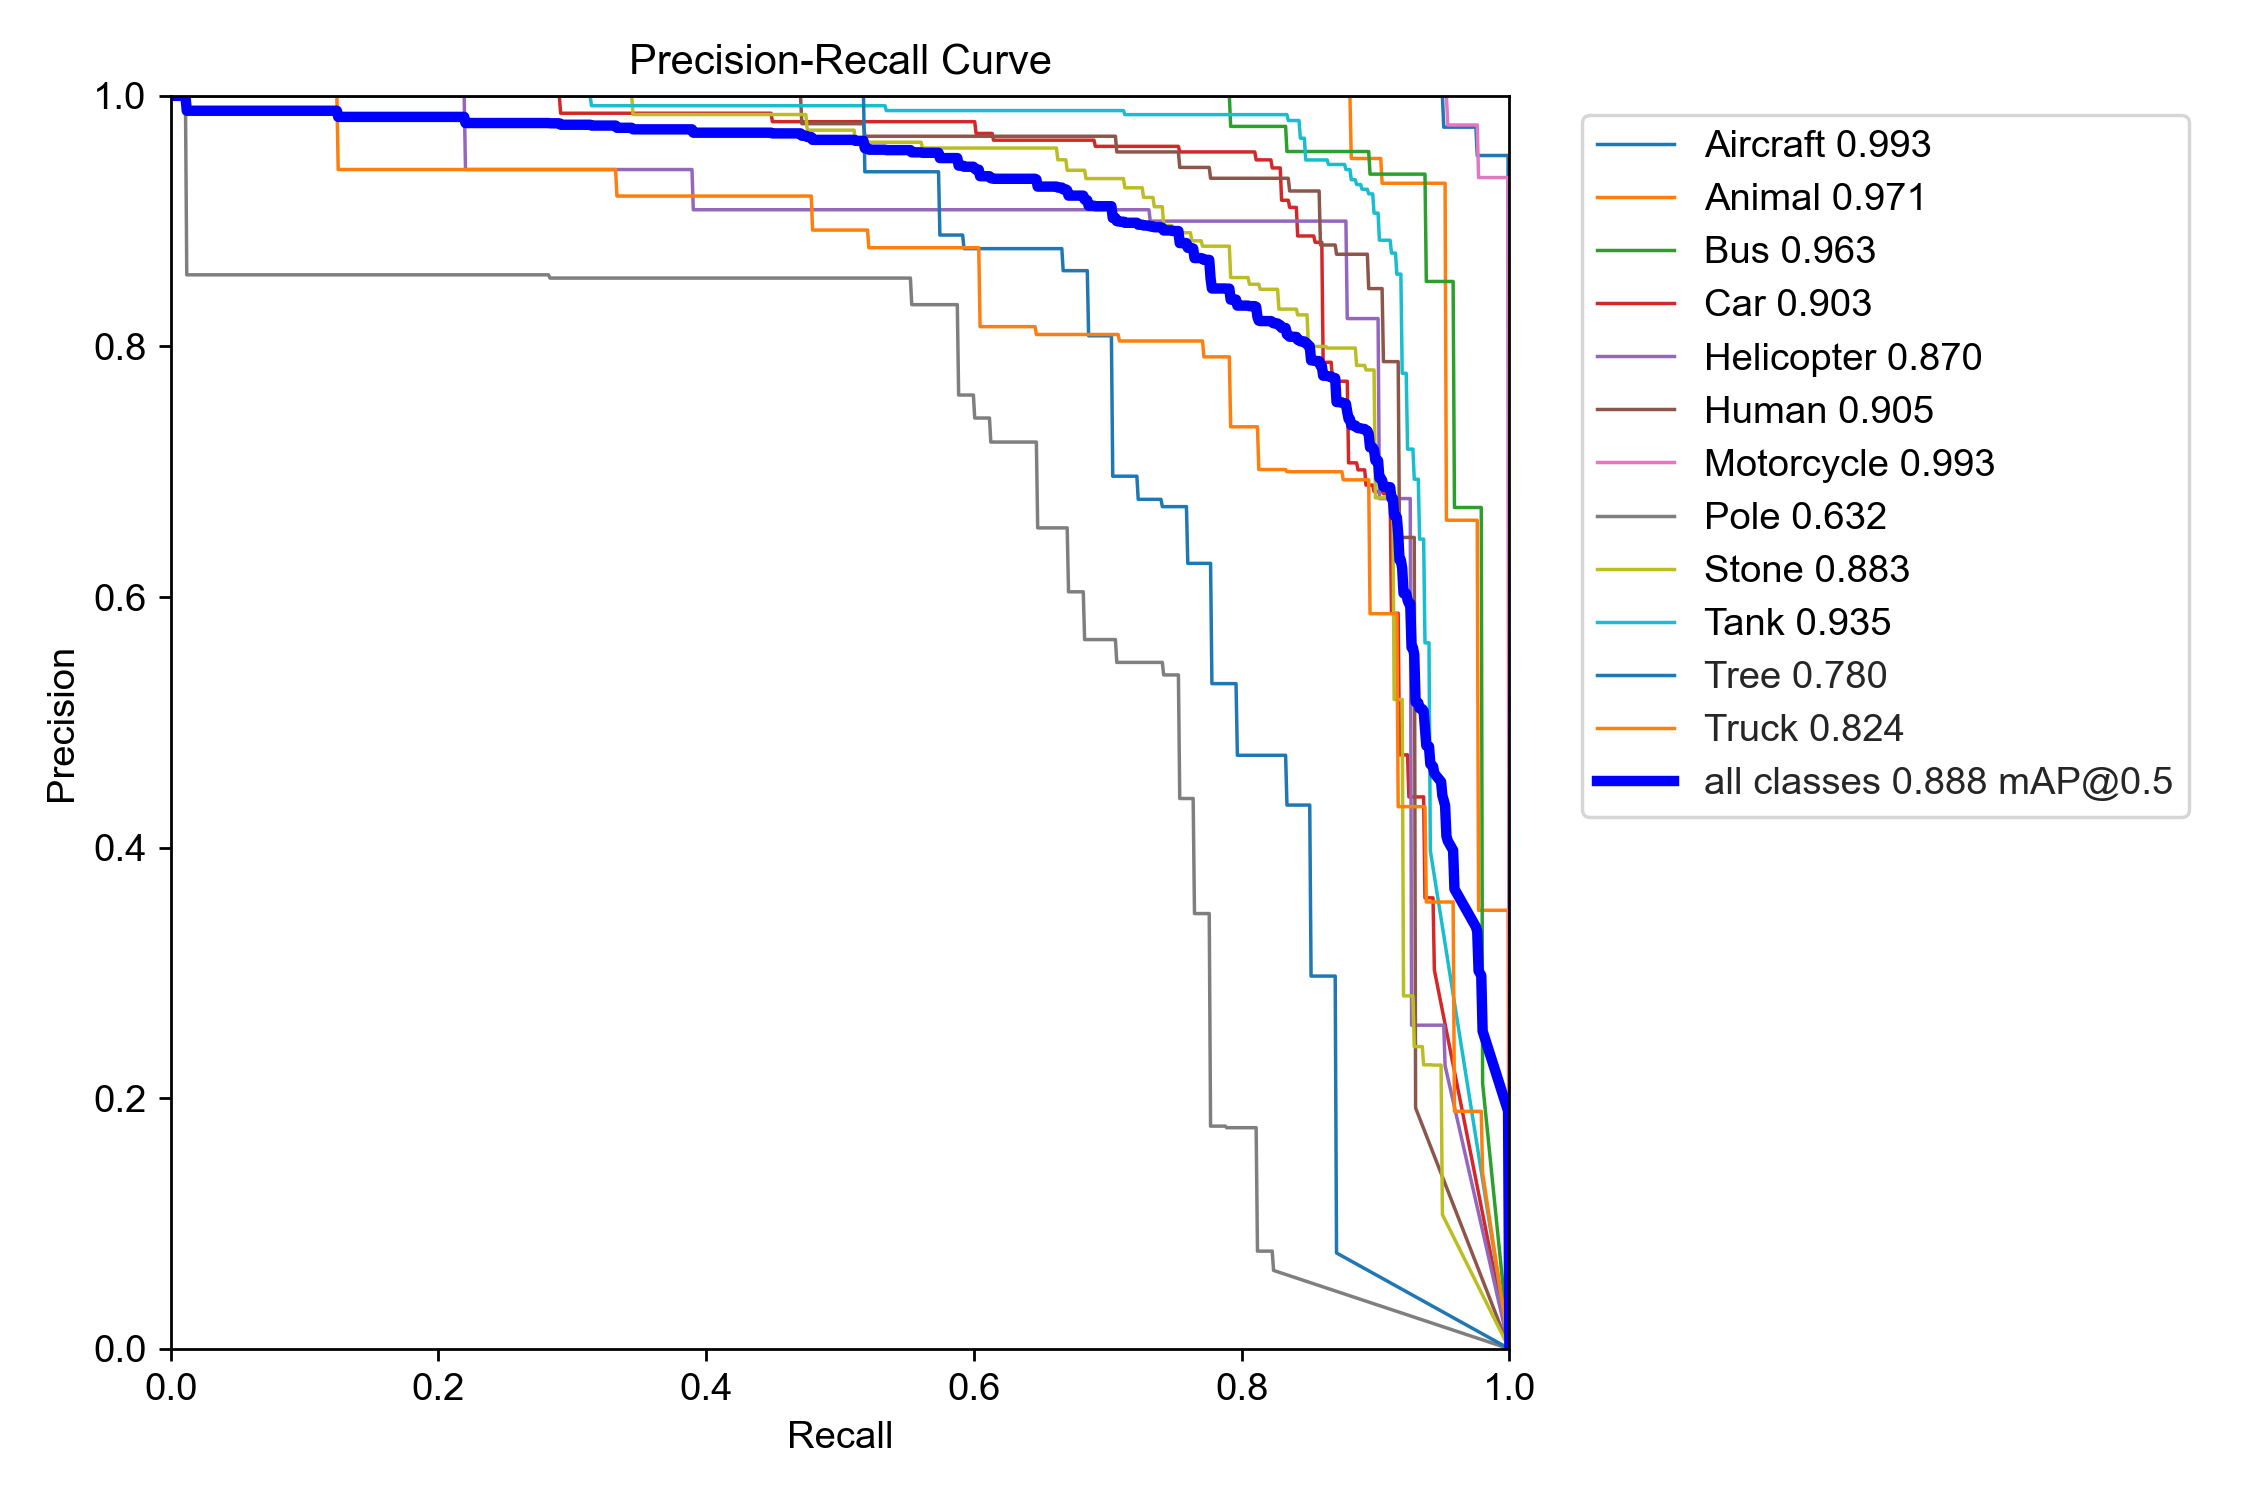 Precision-Recall Curve
1.0
0.8
0.6
0.4
0.2
0.0
Precision
0.0 0.2 0.4 0.6 0.8 1.0
Recall
Aircraft 0.993
Animal 0.971
Bus 0.963
Car 0.903
Helicopter 0.870
Human 0.905
Motorcycle 0.993
Pole 0.632
Stone 0.883
Tank 0.935
Tree 0.780
Truck 0.824
all classes 0.888 mAP@0.5